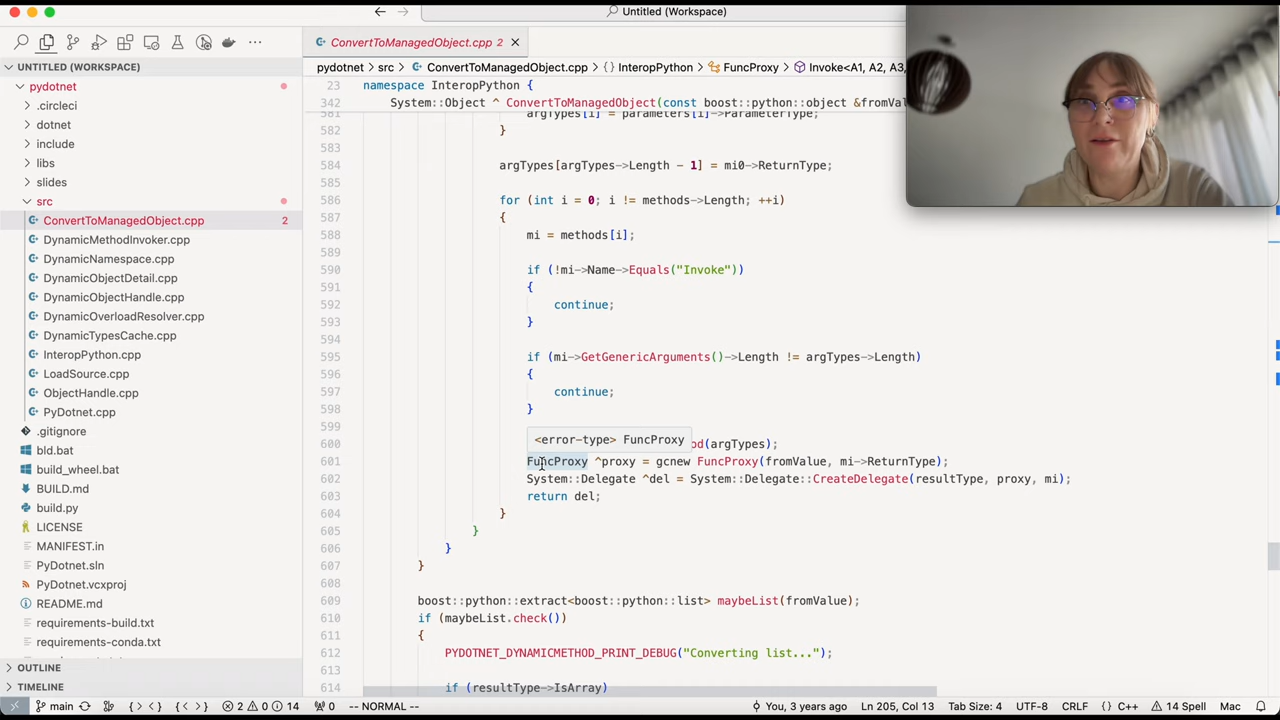 Untitled (Workspace)
UNTITLED (WORKSPACE)
pydotnet
.circleci
dotnet
include
libs
slides
src
ConvertToManagedObject.cpp 2
DynamicMethodInvoker.cpp
DynamicNamespace.cpp
DynamicObjectDetail.cpp
DynamicObjectHandle.cpp
DynamicOverloadResolver.cpp
DynamicTypesCache.cpp
InteropPython.cpp
LoadSource.cpp
ObjectHandle.cpp
PyDotnet.cpp
.gitignore
bld.bat
build_wheel.bat
BUILD.md
build.py
LICENSE
MANIFEST.in
PyDotnet.sln
PyDotnet.vcxproj
README.md
requirements-build.txt
requirements-conda.txt
OUTLINE
TIMELINE
ConvertToManagedObject.cpp 2
pydotnet > src > ConvertToManagedObject.cpp > {} InteropPython > FuncProxy > Invoke<A1, A2, A3,
23 namespace InteropPython {
342 System::Object ^ ConvertToManagedObject(const boost::python::object &fromVa
581 argTypes[i] = parameters[i]->ParameterType;
582 }
583
584 argTypes[argTypes->Length - 1] = mi0->ReturnType;
585
586 for (int i = 0; i != methods->Length; ++i)
587 {
588 mi = methods[i];
589
590 if (!mi->Name->Equals("Invoke"))
591 {
592 continue;
593 }
594
595 if (mi->GetGenericArguments()->Length != argTypes->Length)
596 {
597 continue;
598 }
599
<error-type> FuncProxy
600 od(argTypes);
601 FuncProxy ^proxy = gcnew FuncProxy(fromValue, mi->ReturnType);
602 System::Delegate ^del = System::Delegate::CreateDelegate(resultType, proxy, mi);
603 return del;
604 }
605 }
606 }
607 }
608
609 boost::python::extract<boost::python::list> maybeList(fromValue);
610 if (maybeList.check())
611 {
612 PYDOTNET_DYNAMICMETHOD_PRINT_DEBUG("Converting list...");
613
614 if (resultType->IsArray)
main 2 0 14 0 -- NORMAL -- You, 3 years ago Ln 205, Col 13 Tab Size: 4 UTF-8 CRLF {} C++ 14 Spell Mac